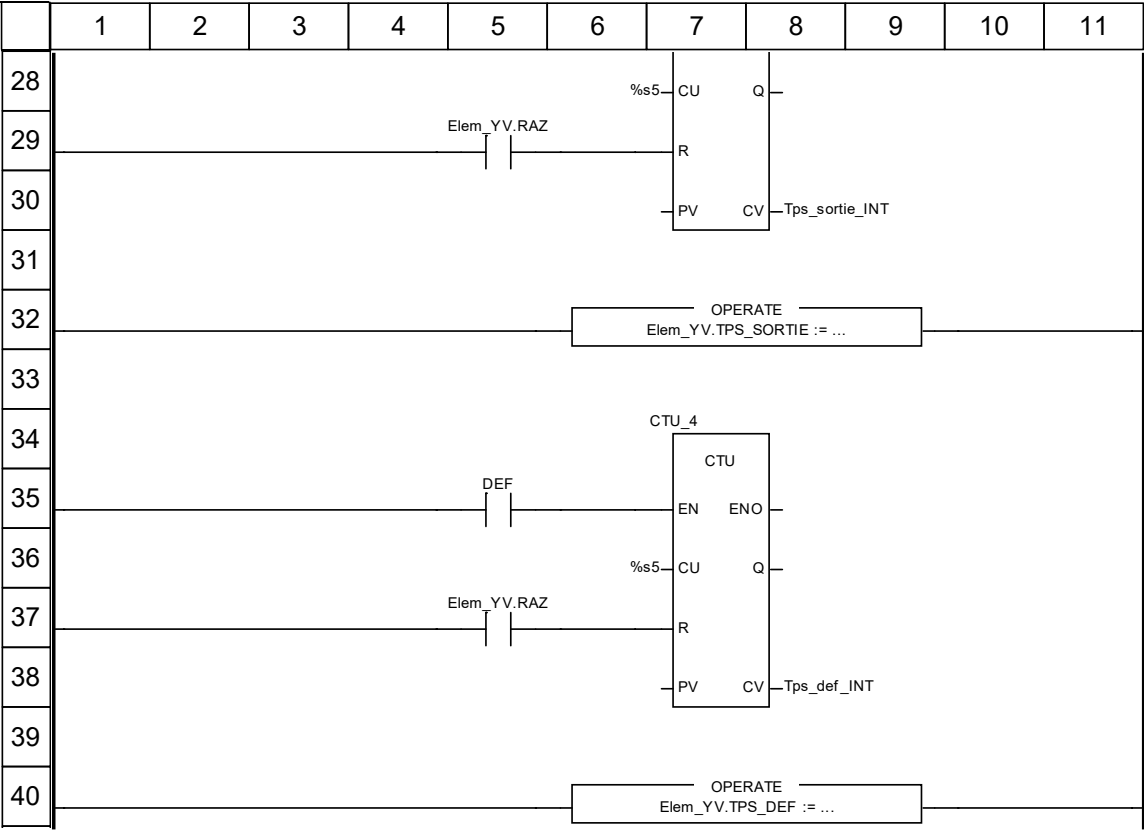 1 2 3 4 5 6 7 8 9 10 11
28
%s5 CU Q
Elem_YV.RAZ
29
R
30
PV CV Tps_sortie_INT
31
OPERATE
32
Elem_YV.TPS_SORTIE := ...
33
CTU_4
34
CTU
DEF
35
EN ENO
36
%s5 CU Q
Elem_YV.RAZ
37
R
38
PV CV Tps_def_INT
39
OPERATE
40
Elem_YV.TPS_DEF := ...